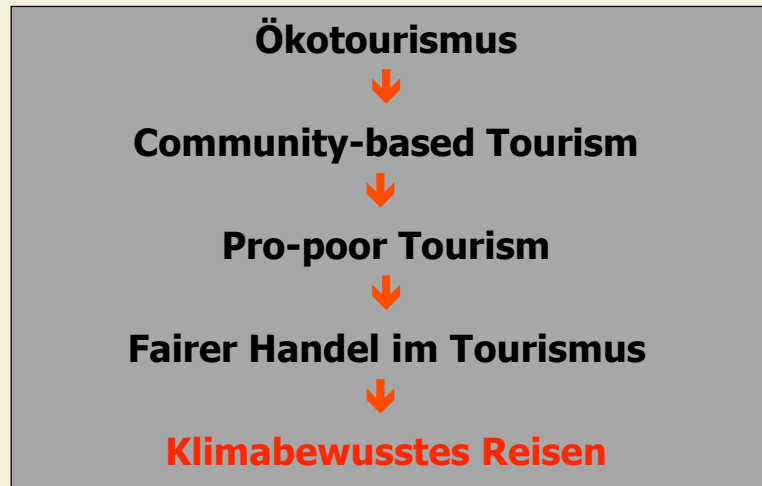 Ökotourismus
Community-based Tourism
Pro-poor Tourism
Fairer Handel im Tourismus
Klimabewusstes Reisen